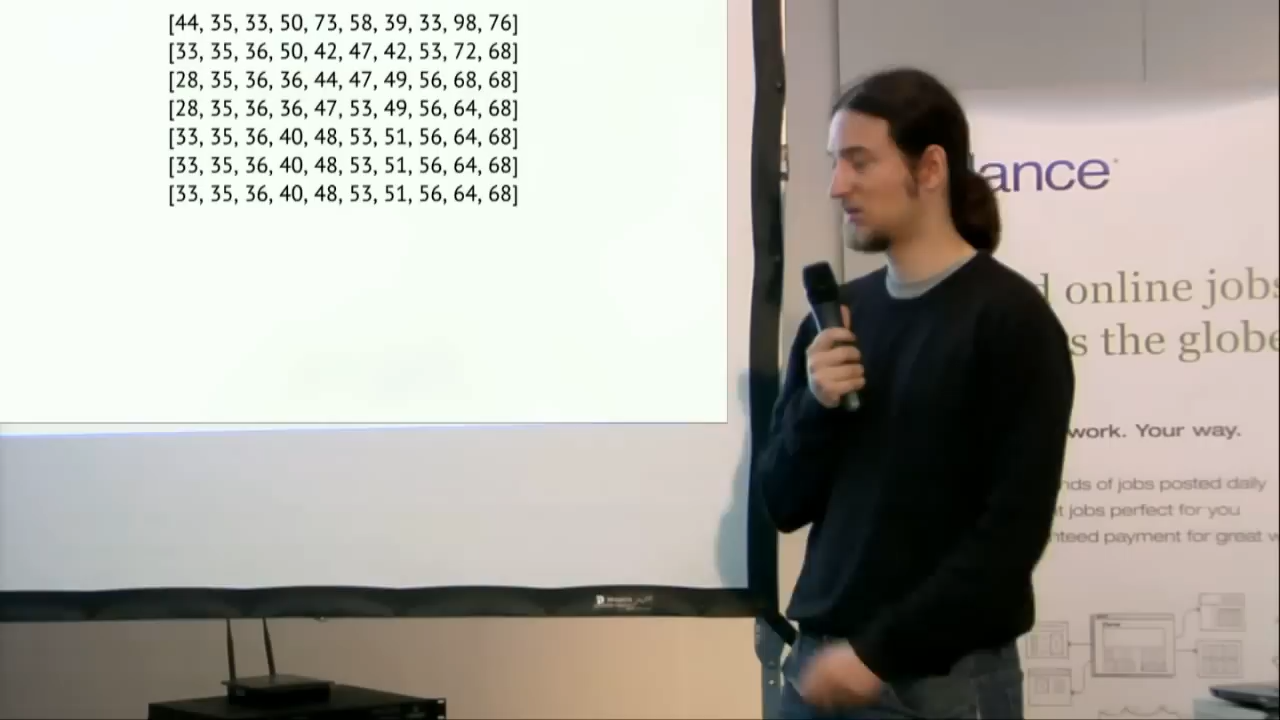 [44, 35, 33, 50, 73, 58, 39, 33, 98, 76]
[33, 35, 36, 50, 42, 47, 42, 53, 72, 68]
[28, 35, 36, 36, 44, 47, 49, 56, 68, 68]
[28, 35, 36, 36, 47, 53, 49, 56, 64, 68]
[33, 35, 36, 40, 48, 53, 51, 56, 64, 68]
[33, 35, 36, 40, 48, 53, 51, 56, 64, 68]
[33, 35, 36, 40, 48, 53, 51, 56, 64, 68]
ance
d online jobs
s the globe
work. Your way.
nds of jobs posted daily
t jobs perfect for you
nteed payment for great w